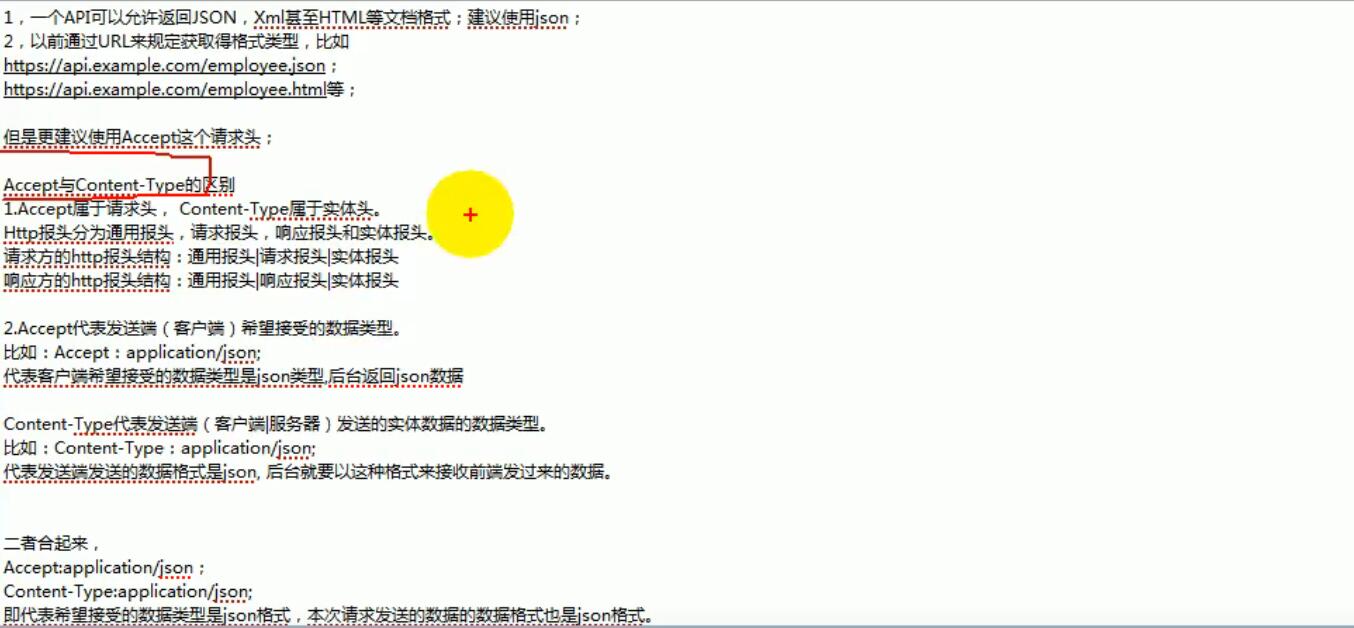 1，一个API可以允许返回JSON，Xml甚至HTML等文档格式；建议使用json；
2，以前通过URL来规定获取得格式类型，比如
https://api.example.com/employee.json；
https://api.example.com/employee.html等；
但是更建议使用Accept这个请求头；
Accept与Content-Type的区别
1.Accept属于请求头， Content-Type属于实体头。
Http报头分为通用报头，请求报头，响应报头和实体报头。
请求方的http报头结构：通用报头|请求报头|实体报头
响应方的http报头结构：通用报头|响应报头|实体报头
2.Accept代表发送端（客户端）希望接受的数据类型。
比如：Accept：application/json;
代表客户端希望接受的数据类型是json类型,后台返回json数据
Content-Type代表发送端（客户端|服务器）发送的实体数据的数据类型。
比如：Content-Type：application/json;
代表发送端发送的数据格式是json, 后台就要以这种格式来接收前端发过来的数据。
二者合起来，
Accept:application/json；
Content-Type:application/json;
即代表希望接受的数据类型是json格式，本次请求发送的数据的数据格式也是json格式。